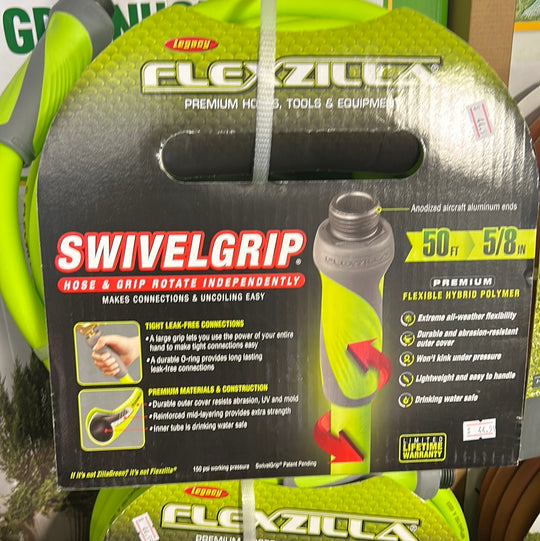 Legacy
FLEXZILLA®
PREMIUM TOOLS & EQUIPMENT
Anodized aircraft aluminum ends
FLEXZILLA
SWIVELGRIP®
HOSE & GRIP ROTATE INDEPENDENTLY
MAKES CONNECTIONS & UNCOILING EASY
50 FT 5/8 IN
PREMIUM
FLEXIBLE HYBRID POLYMER
Extreme all-weather flexibility
Durable and abrasion-resistant
outer cover
Won't kink under pressure
Lightweight and easy to handle
Drinking water safe
TIGHT LEAK-FREE CONNECTIONS
• A large grip lets you use the power of your entire
hand to make tight connections easy
• A durable O-ring provides long lasting
leak-free connections
PREMIUM MATERIALS & CONSTRUCTION
• Durable outer cover resists abrasion, UV and mold
• Reinforced mid-layering provides extra strength
• Inner tube is drinking water safe
LIMITED
LIFETIME
WARRANTY
If it's not ZillaGreen® it's not Flexzilla®
150 psi working pressure
SwivelGrip® Patent Pending
Legacy
FLEXZILLA